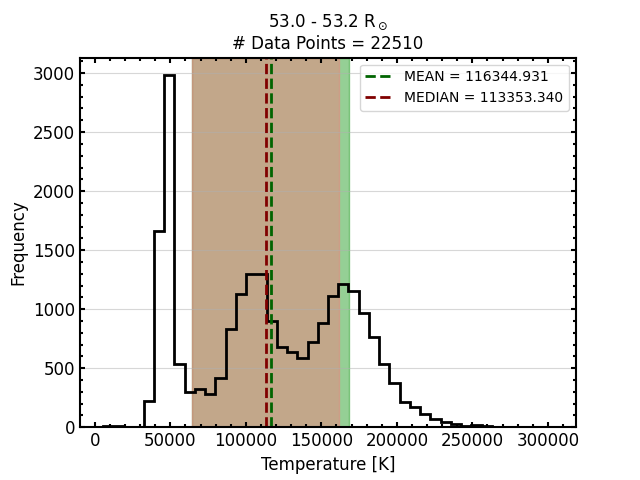 53.0 - 53.2 R⊙
# Data Points = 22510
MEAN = 116344.931
MEDIAN = 113353.340
Frequency
3000
2500
2000
1500
1000
500
0
0 50000 100000 150000 200000 250000 300000
Temperature [K]